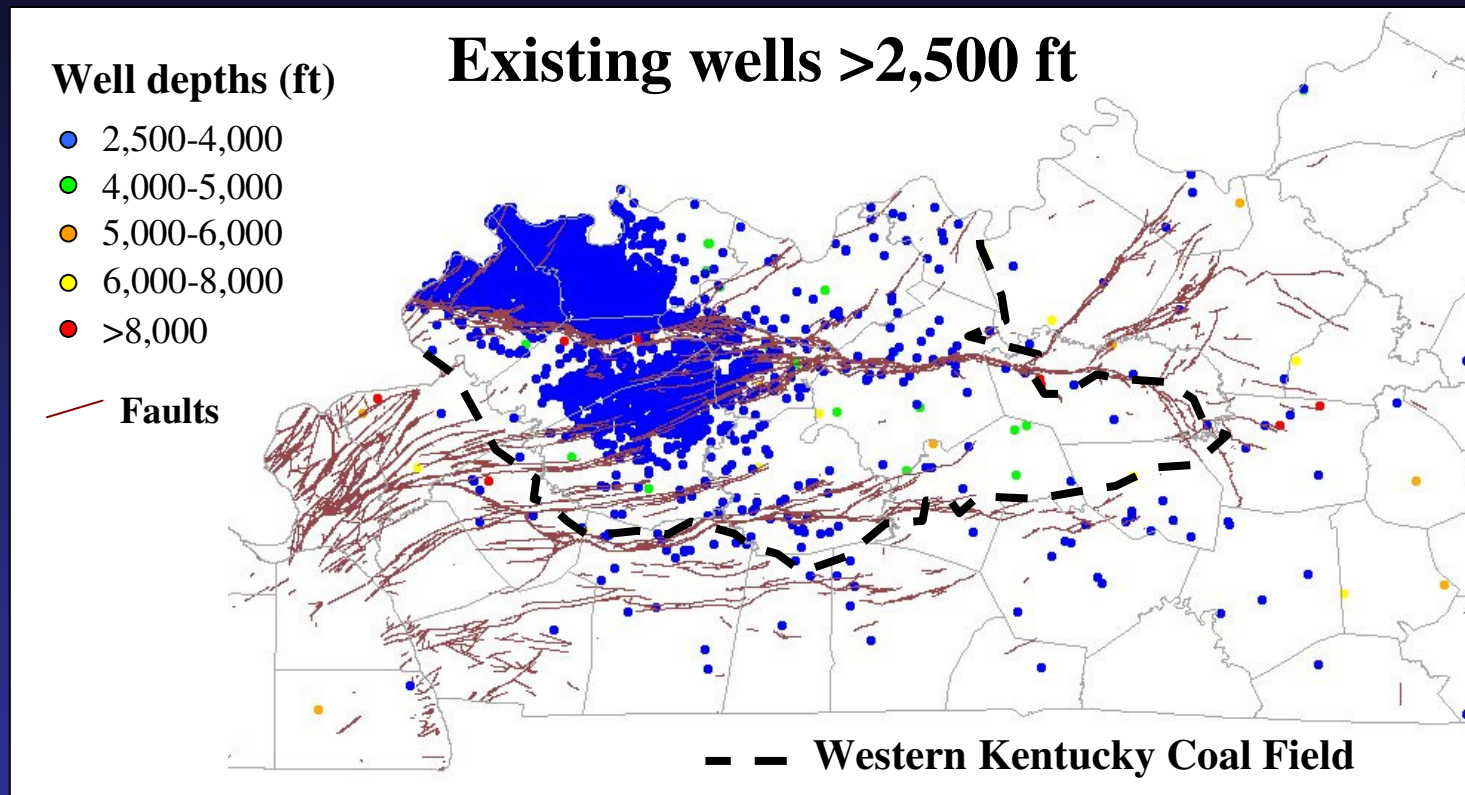 Existing wells >2,500 ft
Well depths (ft)
2,500-4,000
4,000-5,000
5,000-6,000
6,000-8,000
>8,000
Faults
Western Kentucky Coal Field